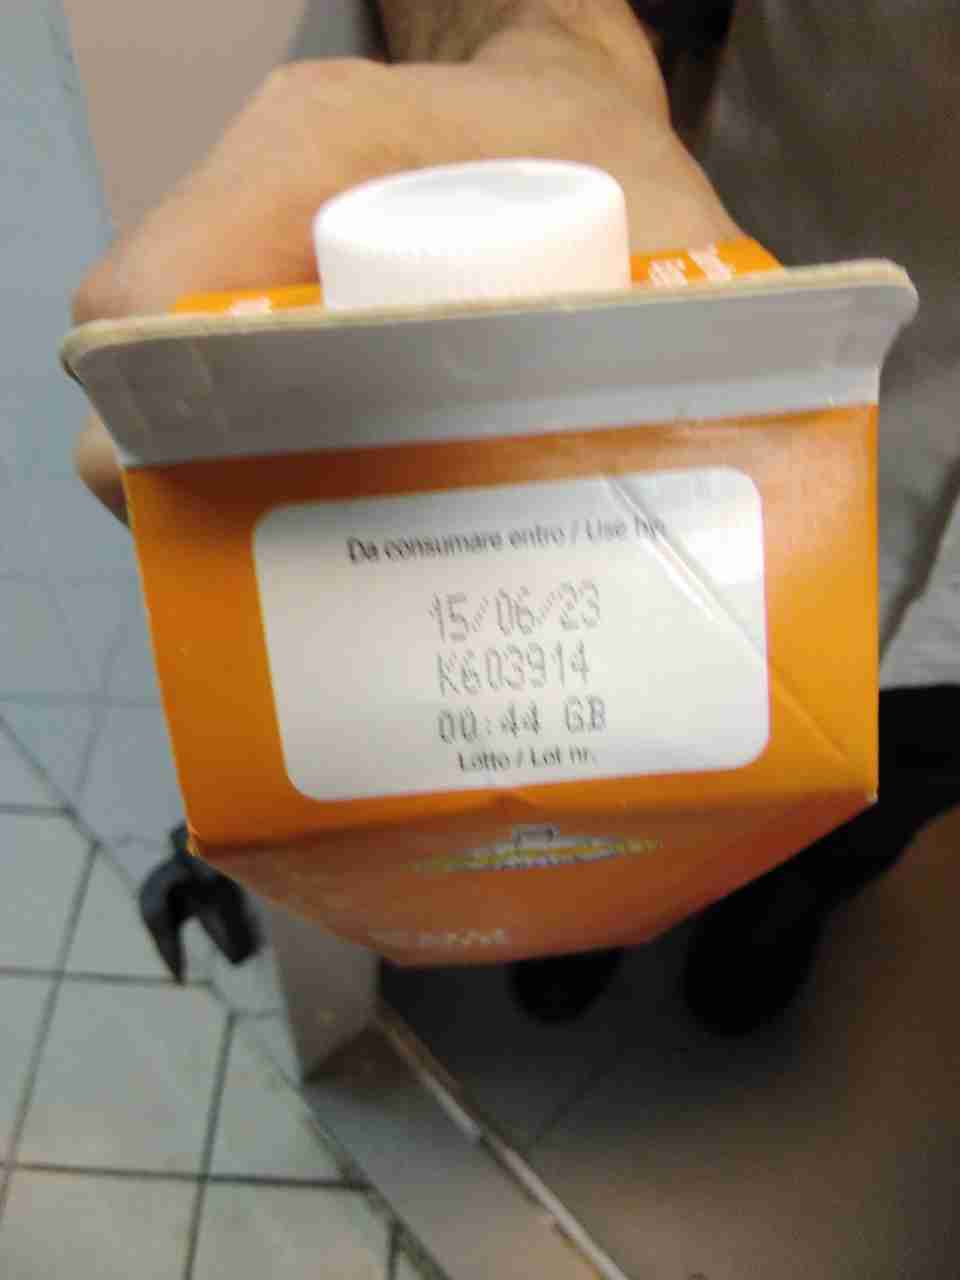 Da consumare entro / Use by
15/06/23
K603914
00:44 GB
Lotto / Lot nr.